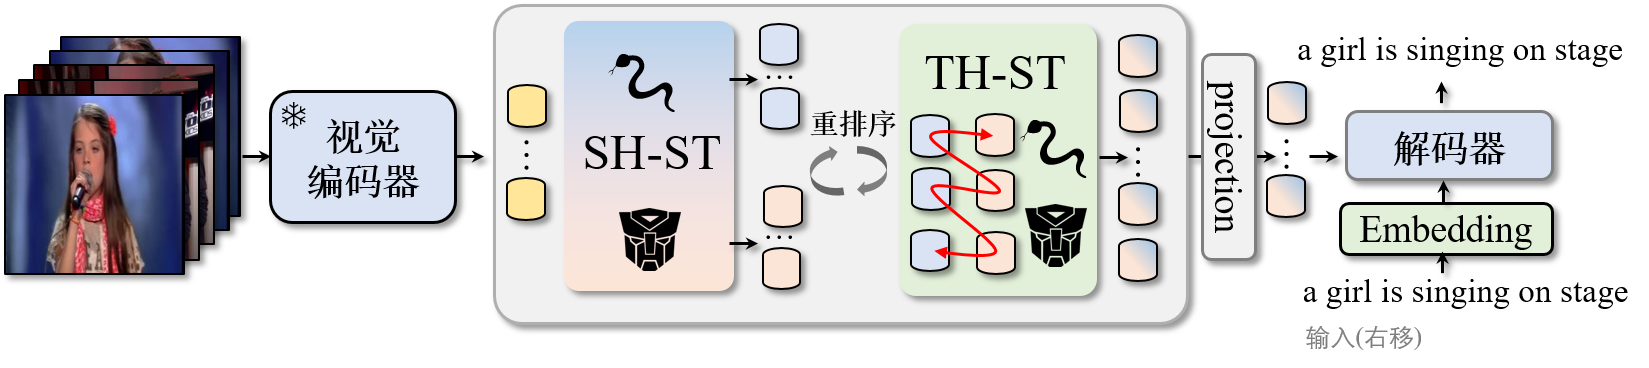 视觉
编码器
SH-ST
重排序
TH-ST
projection
a girl is singing on stage
解码器
Embedding
a girl is singing on stage
输入(右移)